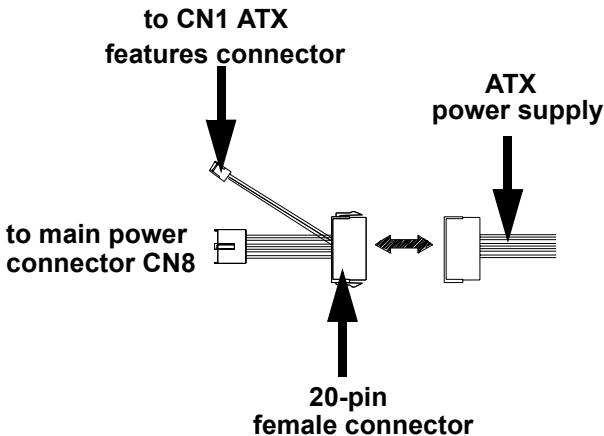 to CN1 ATX
features connector
ATX
power supply
to main power
connector CN8
20-pin
female connector